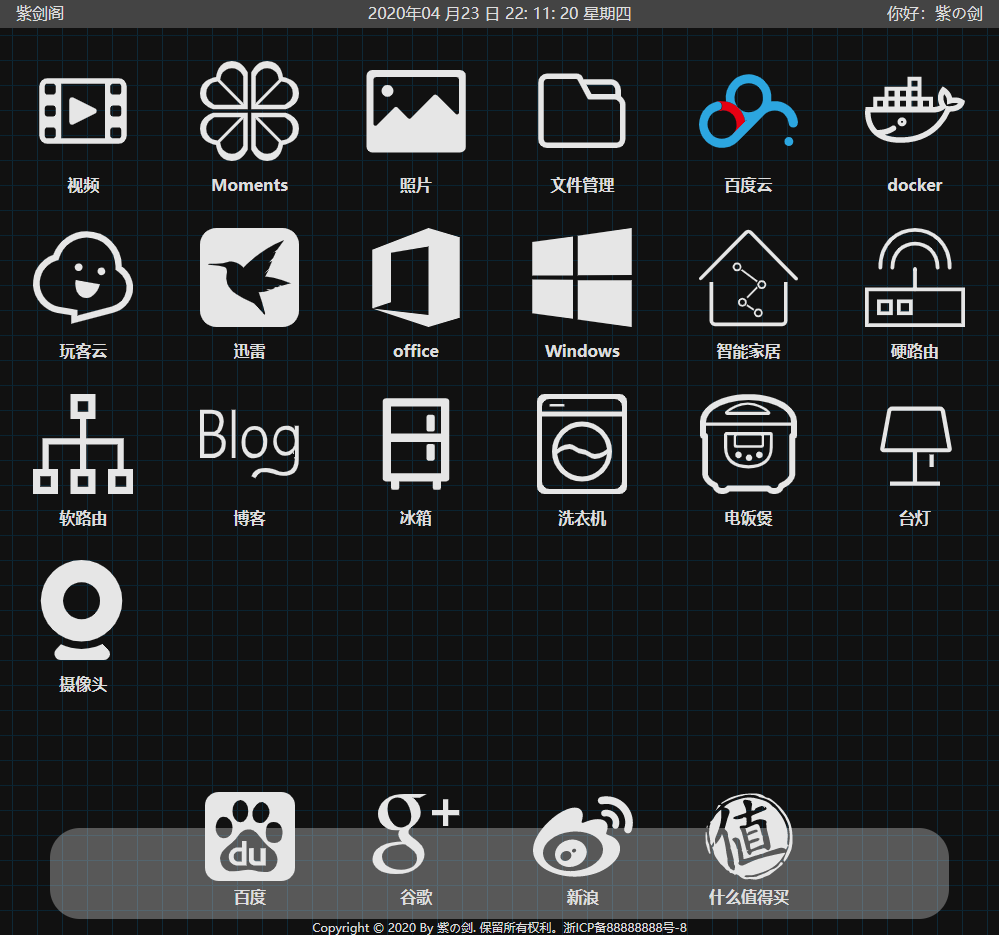 紫剑阁 2020年04 月23 日 22: 11: 20 星期四 你好：紫の剑
视频 Moments 照片 文件管理 百度云 docker
玩客云 迅雷 office Windows 智能家居 硬路由
Blog
软路由 博客 冰箱 洗衣机 电饭煲 台灯
摄像头
du g+ 值
百度 谷歌 新浪 什么值得买
Copyright © 2020 By 紫の剑. 保留所有权利。浙ICP备88888888号-8